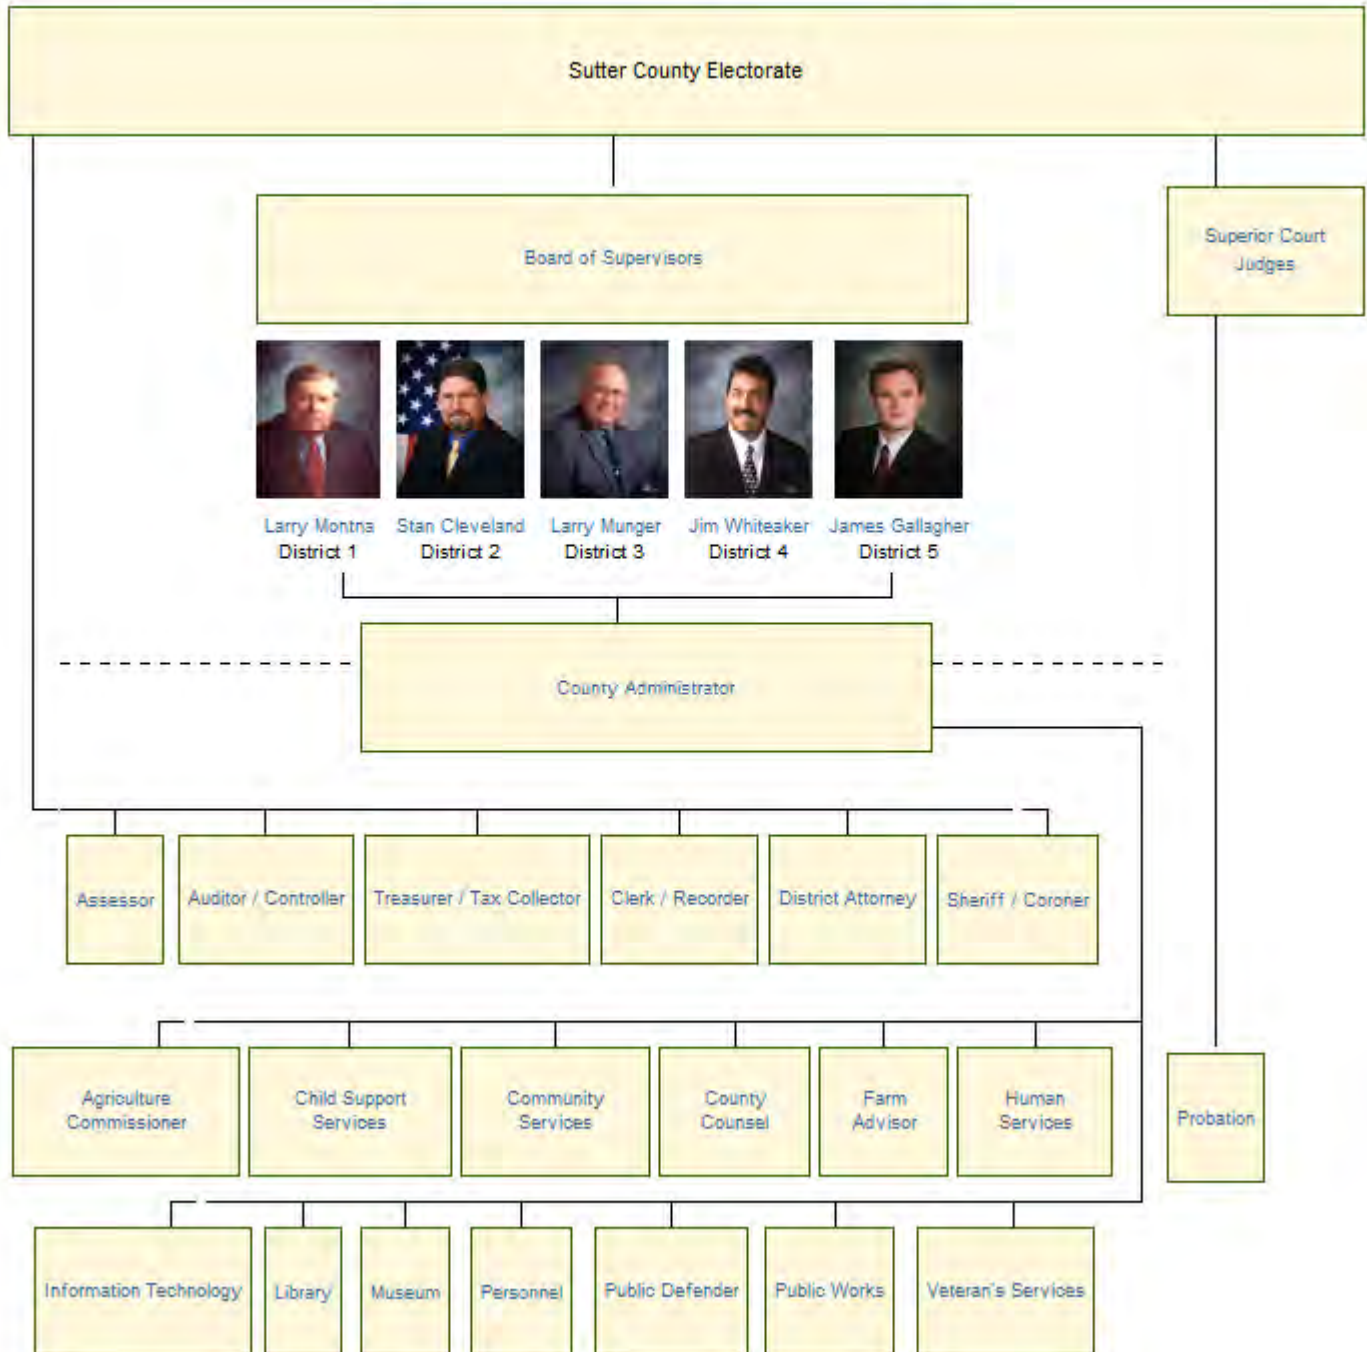 Sutter County Electorate
Board of Supervisors
Superior Court
Judges
Larry Montna
District 1
Stan Cleveland
District 2
Larry Munger
District 3
Jim Whiteaker
District 4
James Gallagher
District 5
County Administrator
Assessor
Auditor / Controller
Treasurer / Tax Collector
Clerk / Recorder
District Attorney
Sheriff / Coroner
Agriculture
Commissioner
Child Support
Services
Community
Services
County
Counsel
Farm
Advisor
Human
Services
Probation
Information Technology
Library
Museum
Personnel
Public Defender
Public Works
Veteran's Services